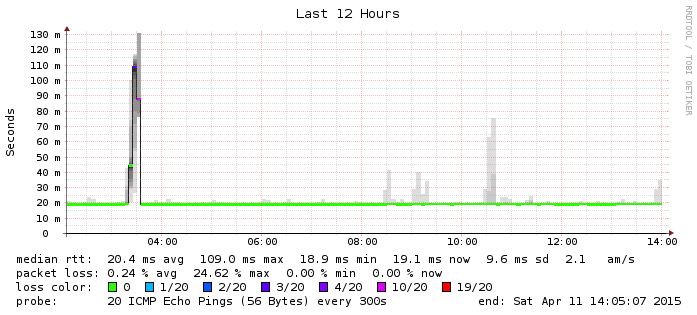 Last 12 Hours
RRDTOOL / TOBI OETIKER
Seconds
130 m
120 m
110 m
100 m
90 m
80 m
70 m
60 m
50 m
40 m
30 m
20 m
10 m
0
04:00 06:00 08:00 10:00 12:00 14:00
median rtt: 20.4 ms avg 109.0 ms max 18.9 ms min 19.1 ms now 9.6 ms sd 2.1 am/s
packet loss: 0.24 % avg 24.62 % max 0.00 % min 0.00 % now
loss color: 0 1/20 2/20 3/20 4/20 10/20 19/20
probe: 20 ICMP Echo Pings (56 Bytes) every 300s end: Sat Apr 11 14:05:07 2015